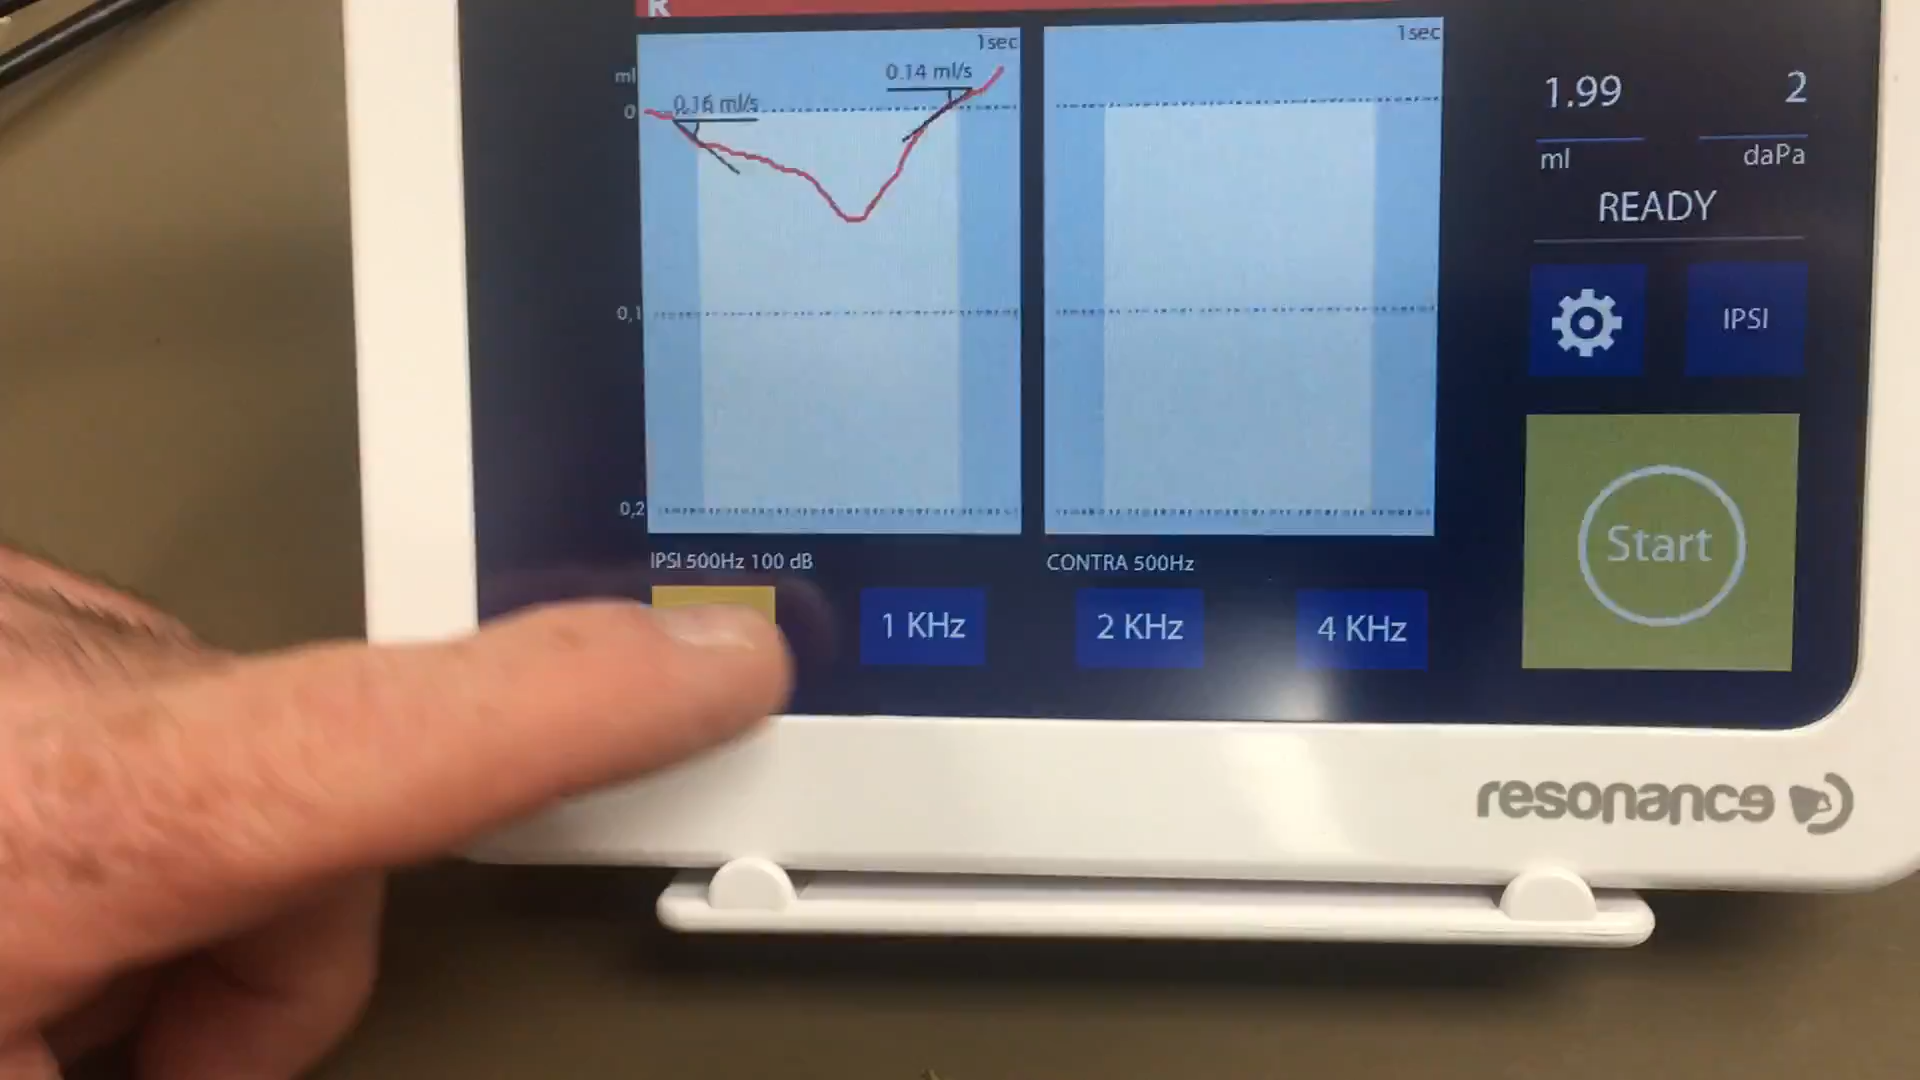 R
1sec
1sec
ml
0.16 ml/s
0.14 ml/s
0
0,1
0,2
IPSI 500Hz 100 dB
CONTRA 500Hz
1 KHz
2 KHz
4 KHz
1.99
2
ml
daPa
READY
IPSI
Start
resonance